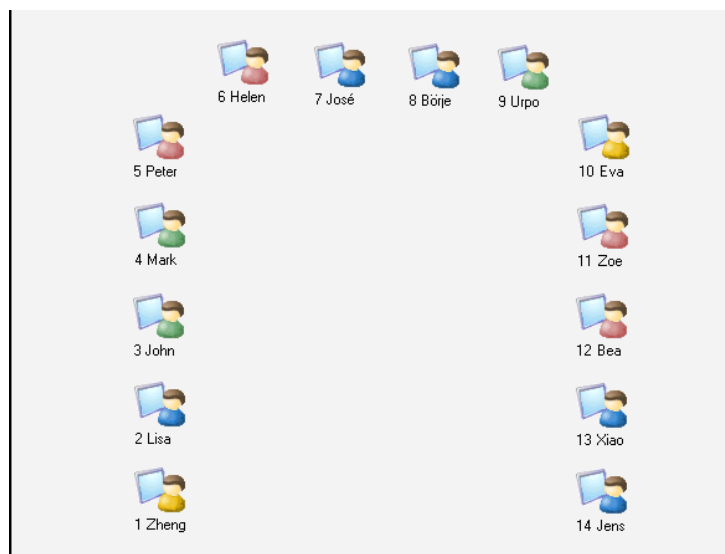 6 Helen
7 José
8 Börje
9 Urpo
5 Peter
10 Eva
4 Mark
11 Zoe
3 John
12 Bea
2 Lisa
13 Xiao
1 Zheng
14 Jens